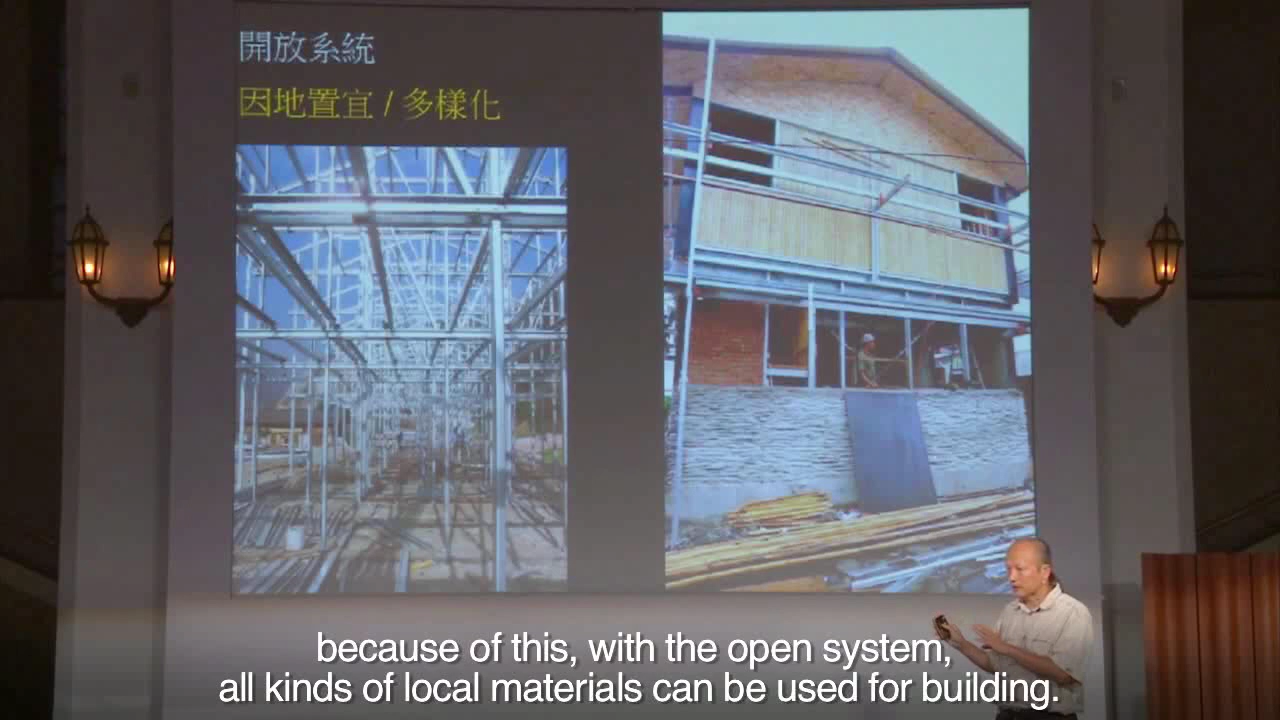 開放系統
因地置宜 / 多樣化
because of this, with the open system,
all kinds of local materials can be used for building.